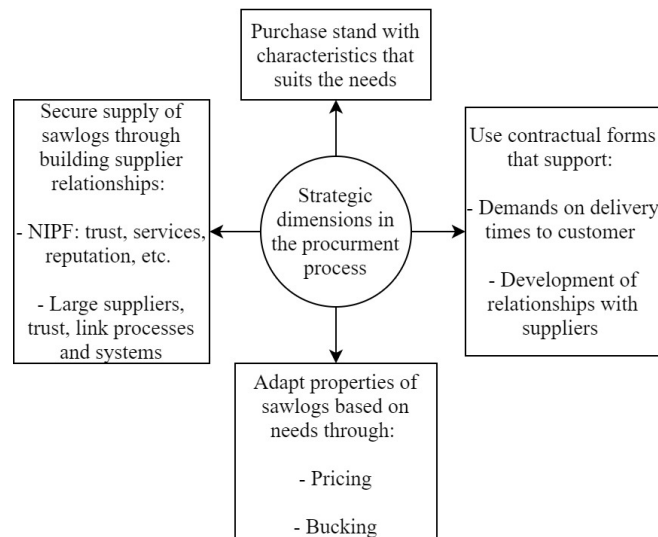 Purchase stand with
characteristics that
suits the needs
Secure supply of
sawlogs through
building supplier
relationships:
- NIPF: trust, services,
reputation, etc.
- Large suppliers,
trust, link processes
and systems
Strategic
dimensions in
the procurment
process
Use contractual forms
that support:
- Demands on delivery
times to customer
- Development of
relationships with
suppliers
Adapt properties of
sawlogs based on
needs through:
- Pricing
- Bucking